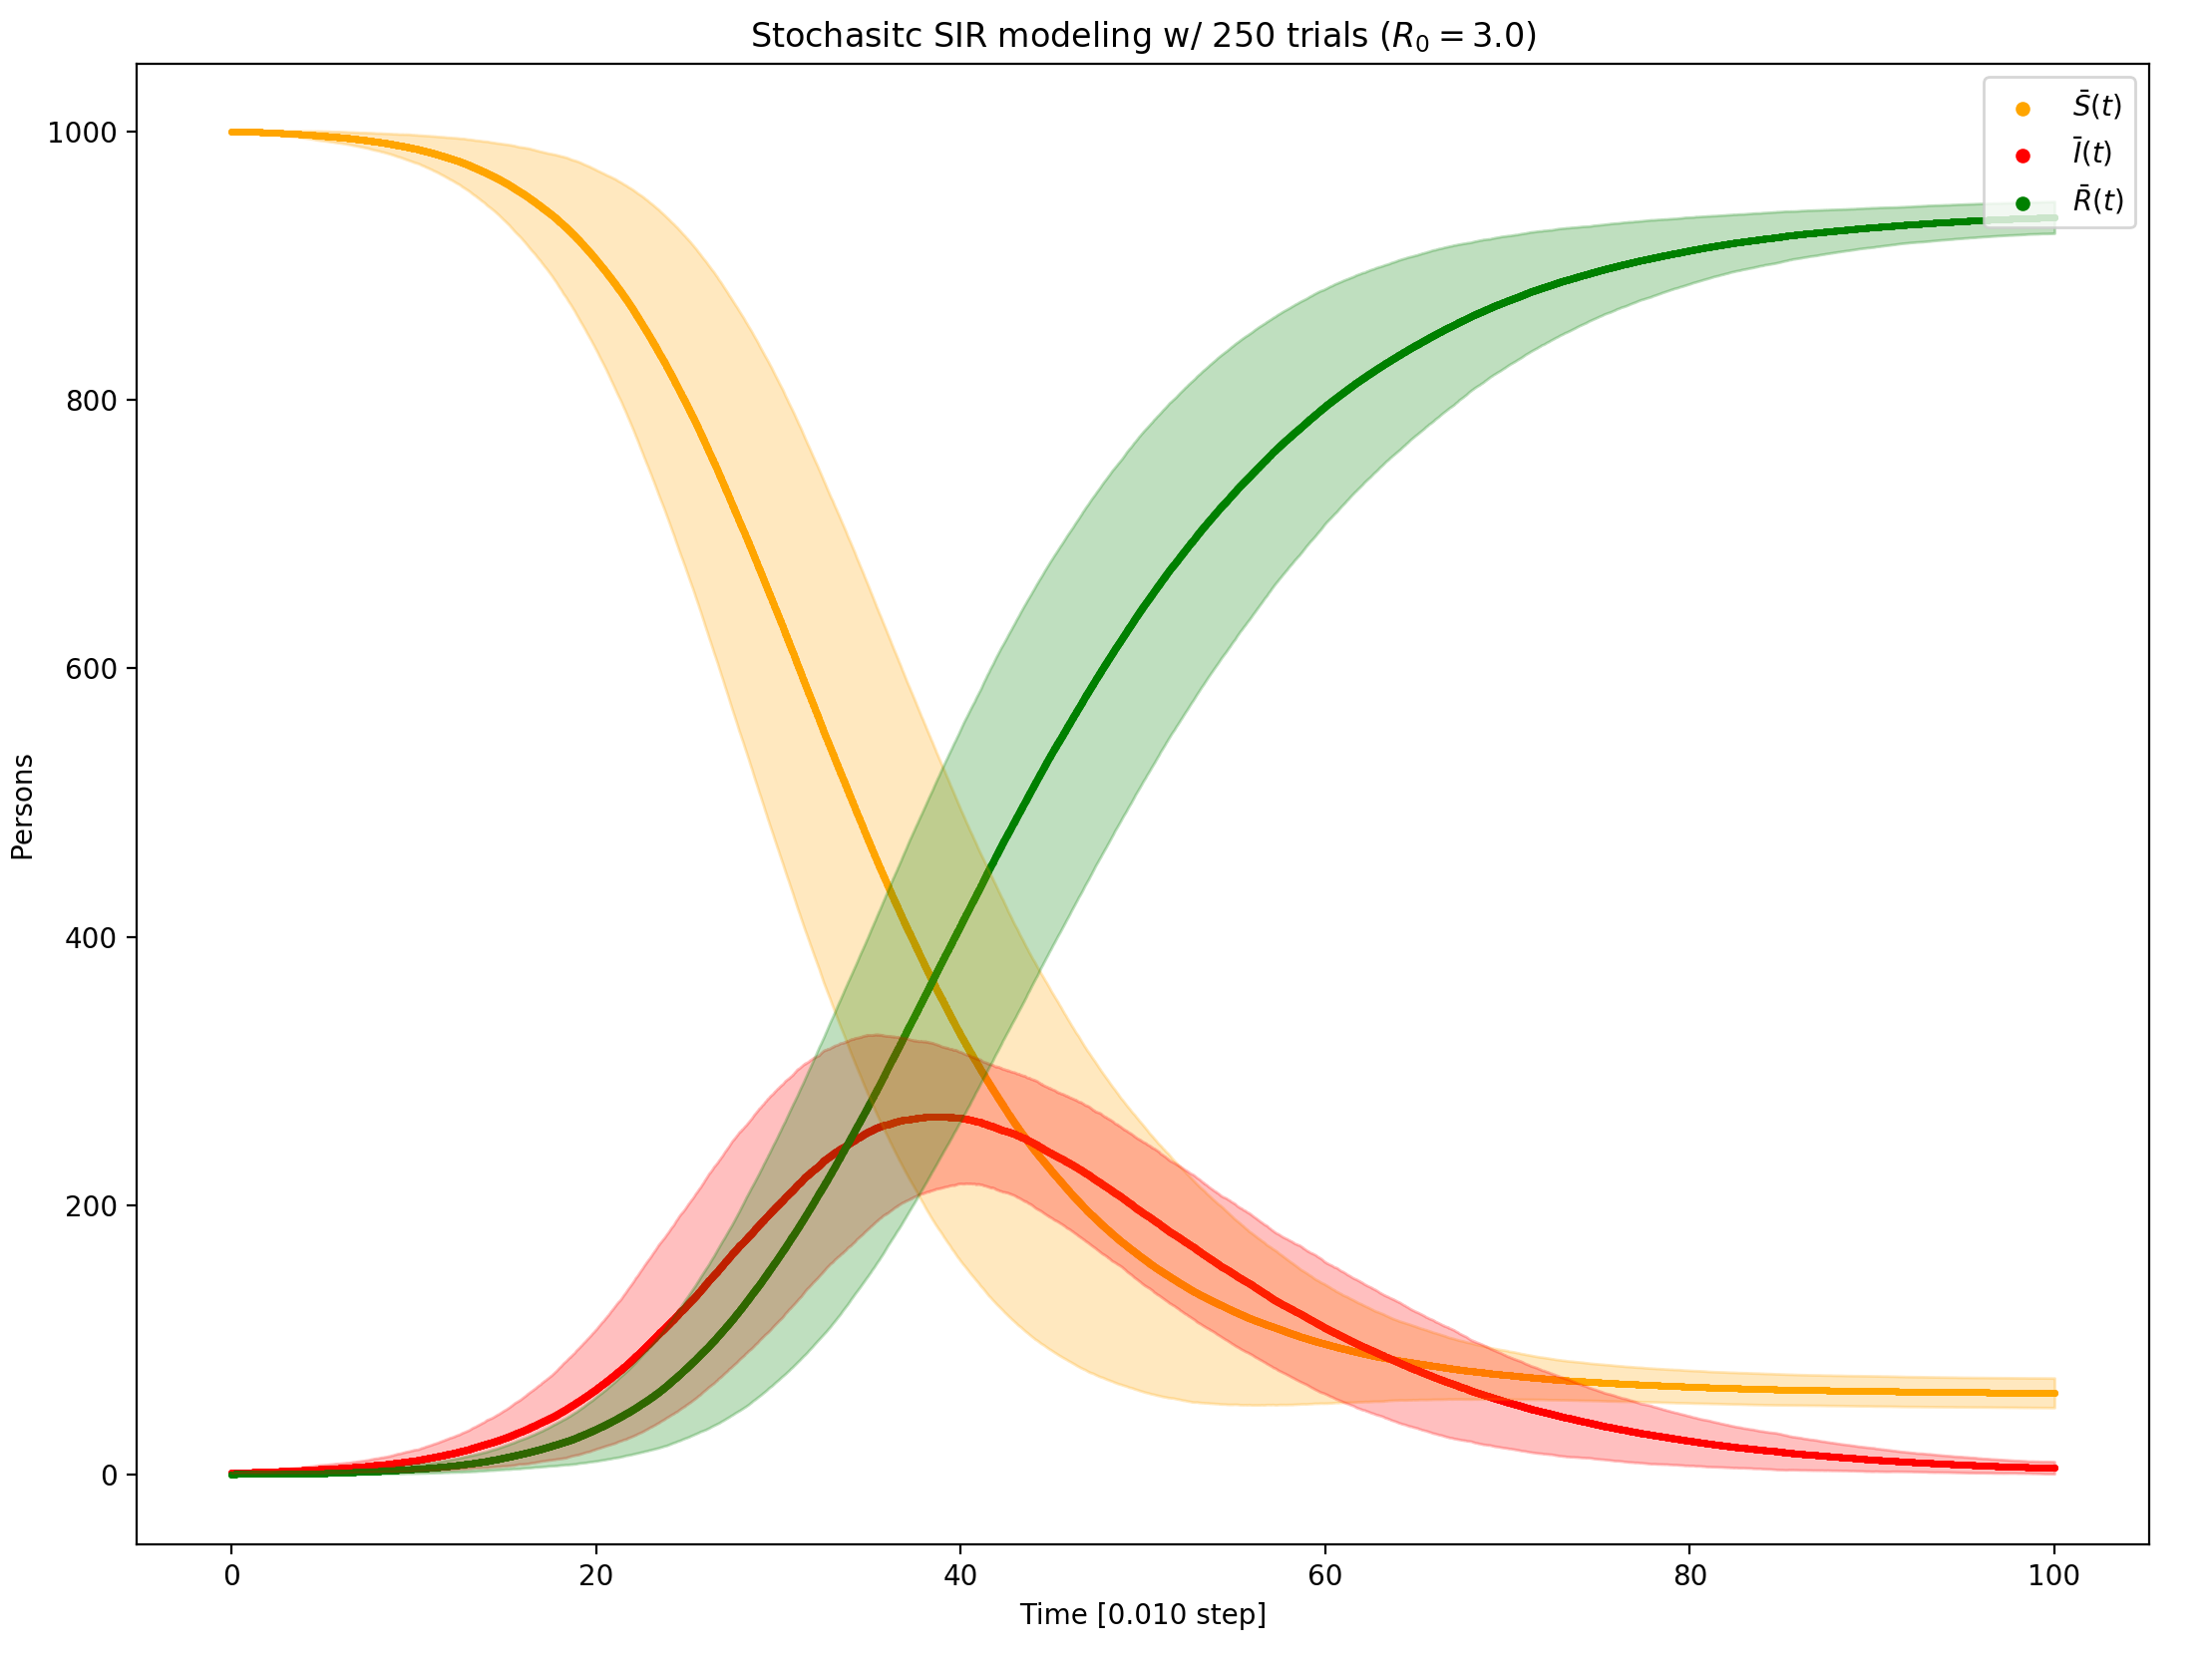 Stochasitc SIR modeling w/ 250 trials (R₀ = 3.0)
S̄(t)
Ī(t)
R̄(t)
1000
800
600
400
200
0
Persons
0 20 40 60 80 100
Time [0.010 step]